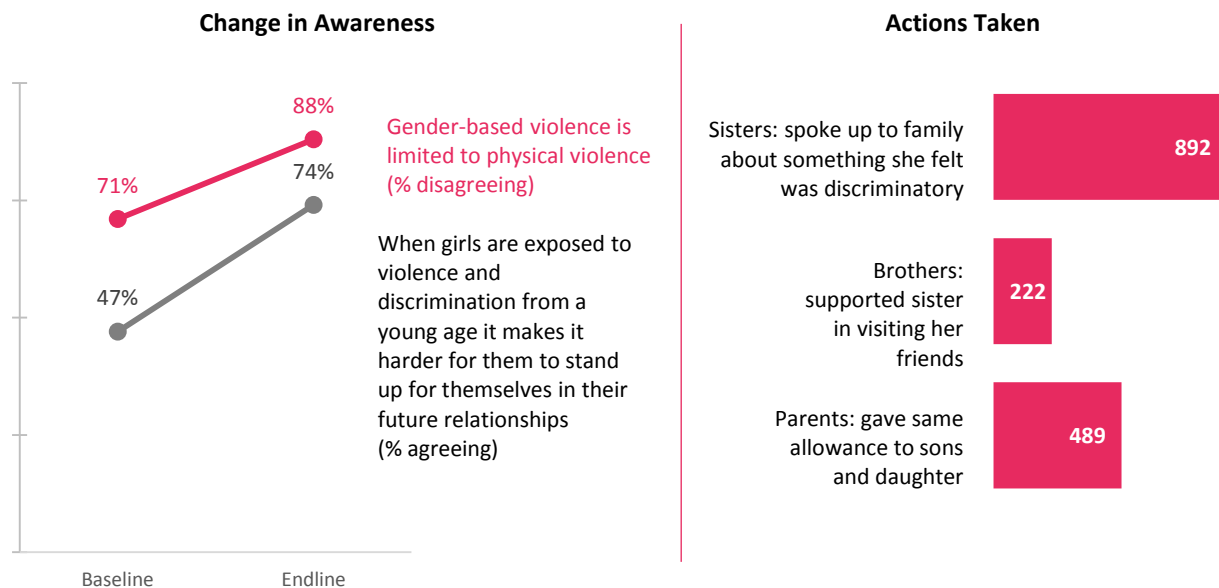 Change in Awareness
88%
71%
74%
47%
Gender-based violence is
limited to physical violence
(% disagreeing)
When girls are exposed to
violence and
discrimination from a
young age it makes it
harder for them to stand
up for themselves in their
future relationships
(% agreeing)
Baseline
Endline
Actions Taken
Sisters: spoke up to family
about something she felt
was discriminatory
892
Brothers:
supported sister
in visiting her
friends
222
Parents: gave same
allowance to sons
and daughter
489